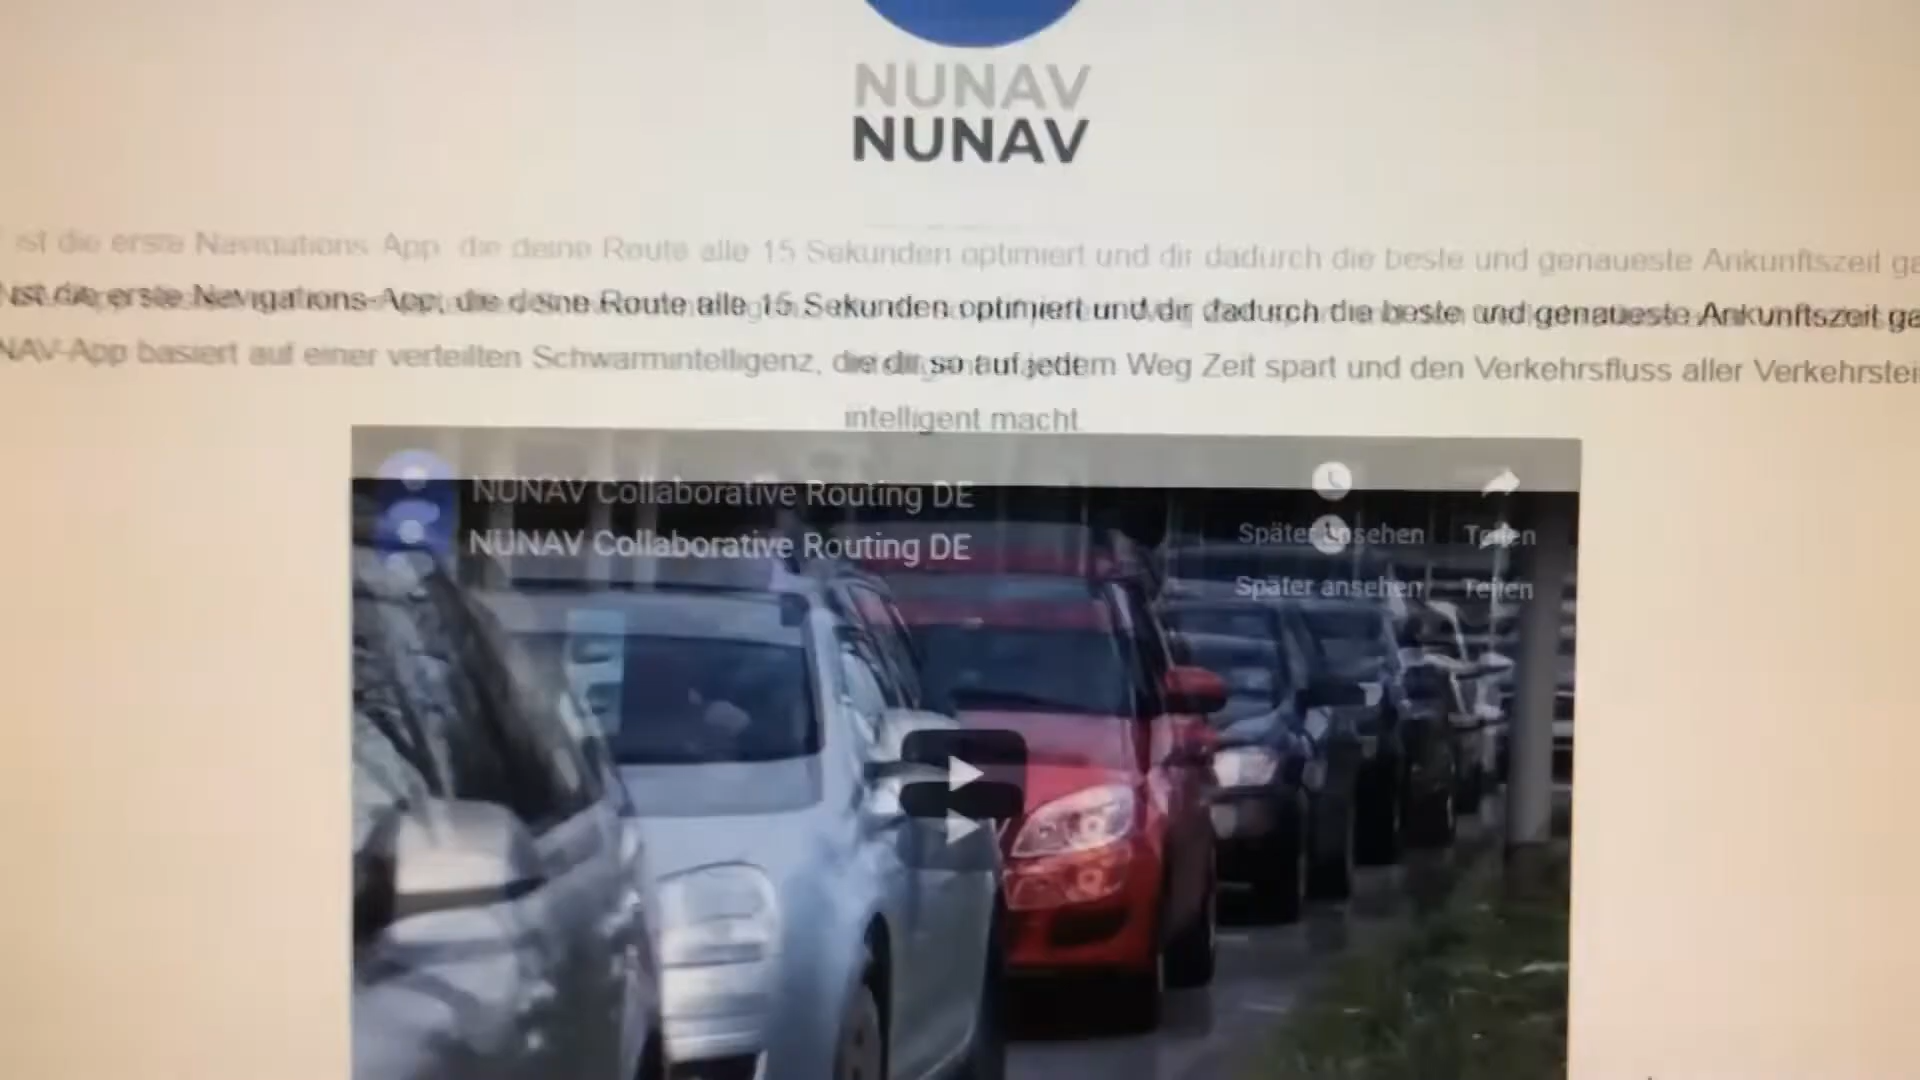 NUNAV
NUNAV
ist die erste Navigations-App, die deine Route alle 15 Sekunden optimiert und dir dadurch die beste und genaueste Ankunftszeit ga
ist die erste Navigations-App, die deine Route alle 15 Sekunden optimiert und dir dadurch die beste und genaueste Ankunftszeit ga
NAV-App basiert auf einer verteilten Schwarmintelligenz, die dir so auf jedem Weg Zeit spart und den Verkehrsfluss aller Verkehrstei
intelligent macht.
NUNAV Collaborative Routing DE
Später ansehen Teilen
NUNAV Collaborative Routing DE
Später ansehen Teilen